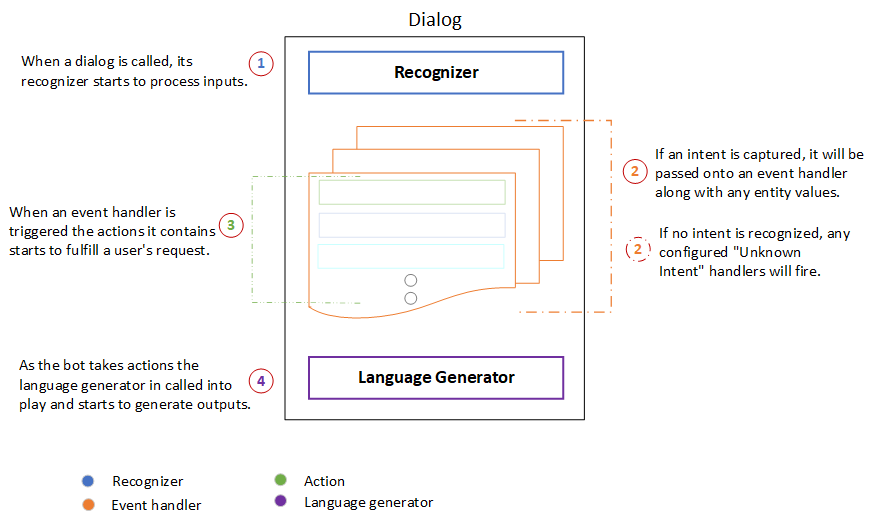 Dialog
When a dialog is called, its
recognizer starts to process inputs.
1
Recognizer
2
If an intent is captured, it will be
passed onto an event handler
along with any entity values.
When an event handler is
triggered the actions it contains
starts to fulfill a user's request.
3
2
If no intent is recognized, any
configured "Unknown
Intent" handlers will fire.
As the bot takes actions the
language generator in called into
play and starts to generate outputs.
4
Language Generator
Recognizer
Action
Event handler
Language generator